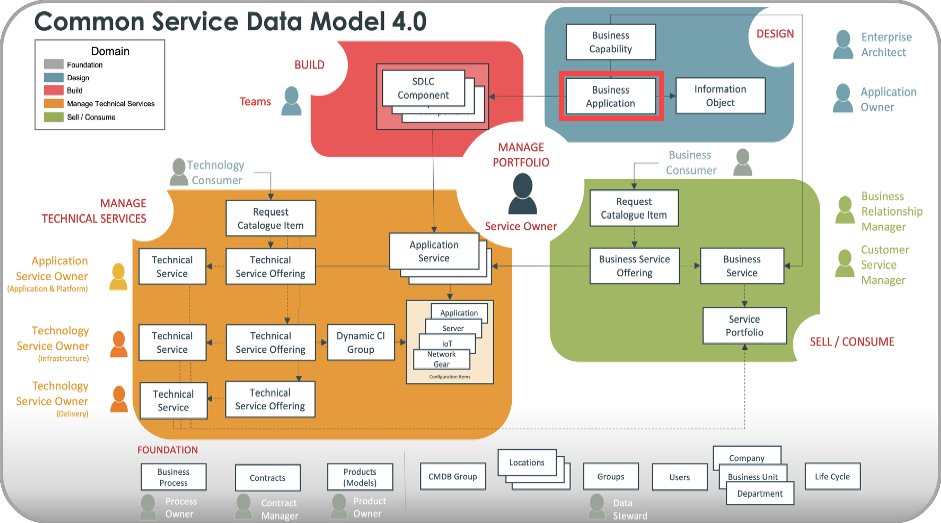 Common Service Data Model 4.0
Domain
Foundation
Design
Build
Manage Technical Services
Sell / Consume
BUILD
Teams
SDLC
Component
Business
Capability
Business
Application
Information
Object
DESIGN
Enterprise
Architect
Application
Owner
MANAGE
PORTFOLIO
Service Owner
Technology
Consumer
Business
Consumer
MANAGE
TECHNICAL SERVICES
Request
Catalogue Item
Application
Service Owner
(Application & Platform)
Technical
Service
Technical
Service Offering
Application
Service
Technology
Service Owner
(Infrastructure)
Technical
Service
Technical
Service Offering
Dynamic CI
Group
Application
Server
IoT
Network
Gear
Configuration Items
Technology
Service Owner
(Delivery)
Technical
Service
Technical
Service Offering
Request
Catalogue Item
Business Service
Offering
Business
Service
Service
Portfolio
Business
Relationship
Manager
Customer
Service
Manager
SELL / CONSUME
FOUNDATION
Business
Process
Process
Owner
Contracts
Contract
Manager
Products
(Models)
Product
Owner
CMDB Group
Locations
Groups
Data
Steward
Users
Company
Business Unit
Department
Life Cycle